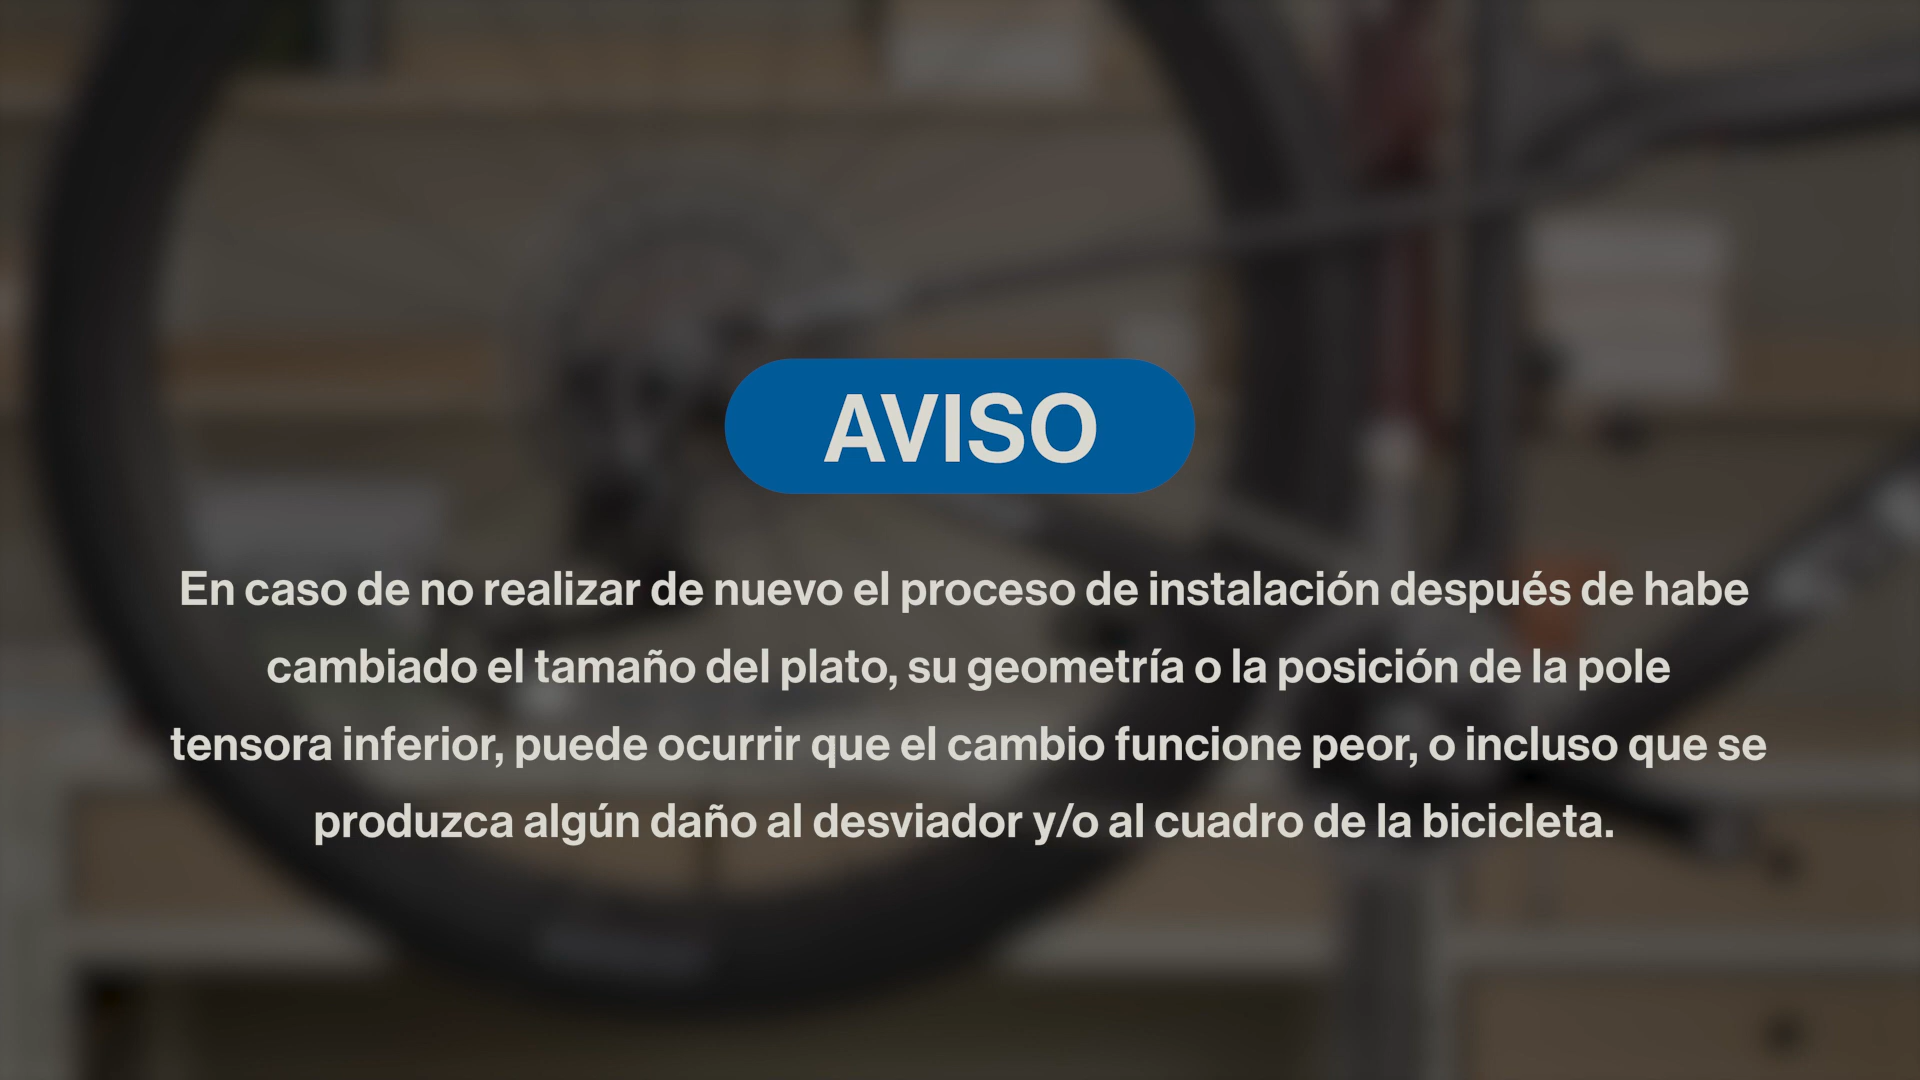 AVISO
En caso de no realizar de nuevo el proceso de instalación después de habe
cambiado el tamaño del plato, su geometría o la posición de la pole
tensora inferior, puede ocurrir que el cambio funcione peor, o incluso que se
produzca algún daño al desviador y/o al cuadro de la bicicleta.